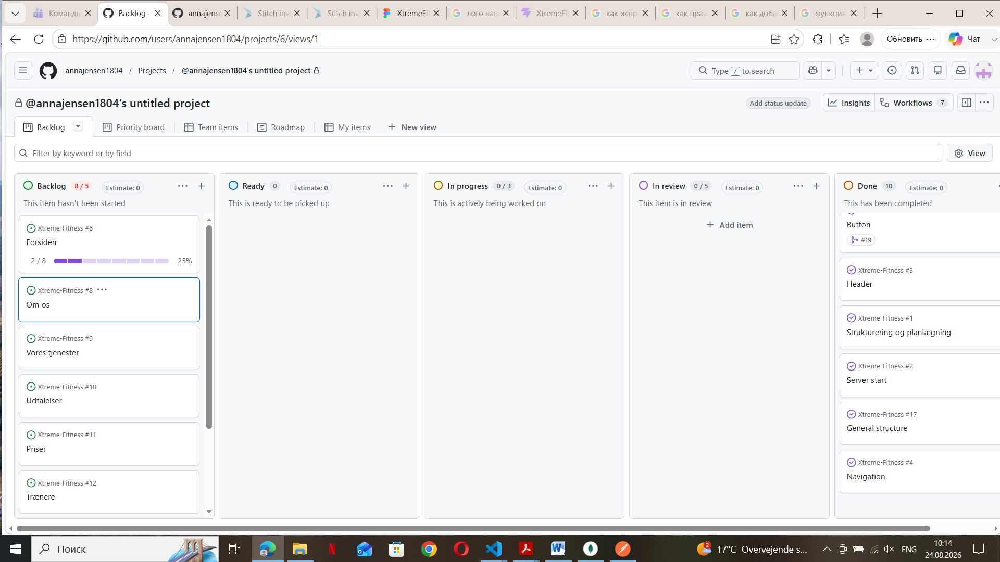 Команды
Backlog -
annajense
Stitch invi
Stitch invi
XtremeFit
лого нави
XtremeFit
как испра
как прави
как доба
функция
https://github.com/users/annajensen1804/projects/6/views/1
Обновить
Чат
annajensen1804 / Projects / @annajensen1804's untitled project
Type / to search
@annajensen1804's untitled project
Add status update
Insights
Workflows 7
Backlog
Priority board
Team items
Roadmap
My items
New view
Filter by keyword or by field
View
Backlog 8 / 5 Estimate: 0
This item hasn't been started
Xtreme-Fitness #6
Forsiden
2 / 8 25%
Xtreme-Fitness #8
Om os
Xtreme-Fitness #9
Vores tjenester
Xtreme-Fitness #10
Udtalelser
Xtreme-Fitness #11
Priser
Xtreme-Fitness #12
Trænere
Ready 0 Estimate: 0
This is ready to be picked up
In progress 0 / 3 Estimate: 0
This is actively being worked on
In review 0 / 5 Estimate: 0
This item is in review
Add item
Done 10 Estimate: 0
This has been completed
Button
#19
Xtreme-Fitness #3
Header
Xtreme-Fitness #1
Strukturering og planlægning
Xtreme-Fitness #2
Server start
Xtreme-Fitness #17
General structure
Xtreme-Fitness #4
Navigation
Поиск
2
17°C Overvejende s...
ENG
10:14
24.08.2026